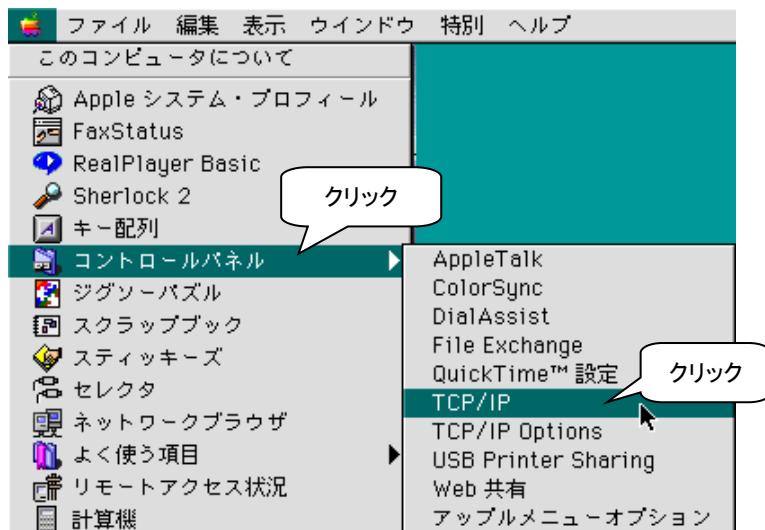 ファイル 編集 表示 ウインドウ 特別 ヘルプ
このコンピュータについて
Apple システム・プロフィール
FaxStatus
RealPlayer Basic
Sherlock 2
キー配列
コントロールパネル
ジグソーパズル
スクラップブック
スティッキーズ
セレクタ
ネットワークブラウザ
よく使う項目
リモートアクセス状況
計算機
クリック
AppleTalk
ColorSync
DialAssist
File Exchange
QuickTime™ 設定
TCP/IP
TCP/IP Options
USB Printer Sharing
Web 共有
アップルメニューオプション
クリック